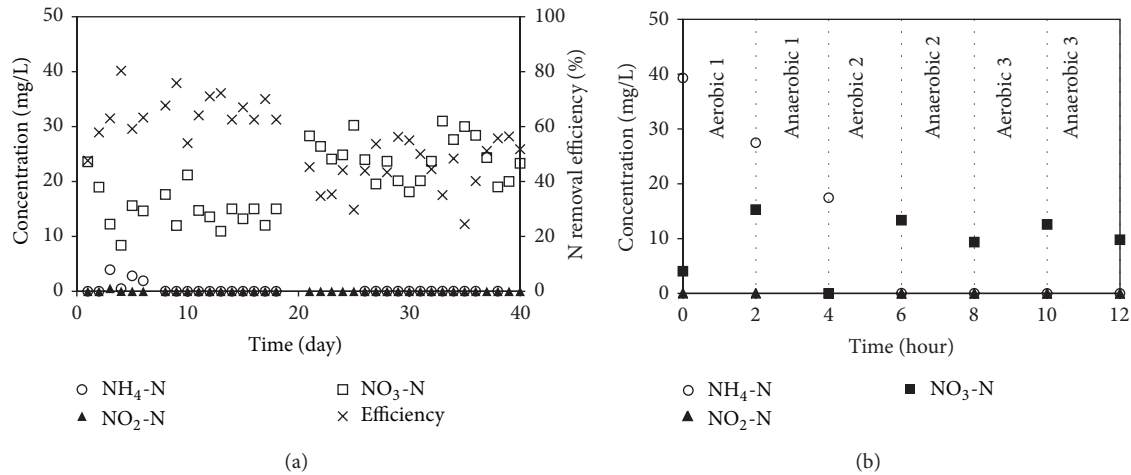 50
40
30
20
10
0
Concentration (mg/L)
100
80
60
40
20
0
N removal efficiency (%)
0 10 20 30 40
Time (day)
NH₄-N
NO₂-N
NO₃-N
Efficiency
(a)
50
40
30
20
10
0
Concentration (mg/L)
Aerobic 1
Anaerobic 1
Aerobic 2
Anaerobic 2
Aerobic 3
Anaerobic 3
0 2 4 6 8 10 12
Time (hour)
NH₄-N
NO₂-N
NO₃-N
(b)